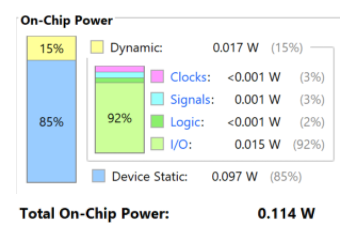 On-Chip Power
15%
Dynamic: 0.017 W (15%)
Clocks: <0.001 W (3%)
Signals: 0.001 W (3%)
Logic: <0.001 W (2%)
92%
I/O: 0.015 W (92%)
85%
Device Static: 0.097 W (85%)
Total On-Chip Power: 0.114 W